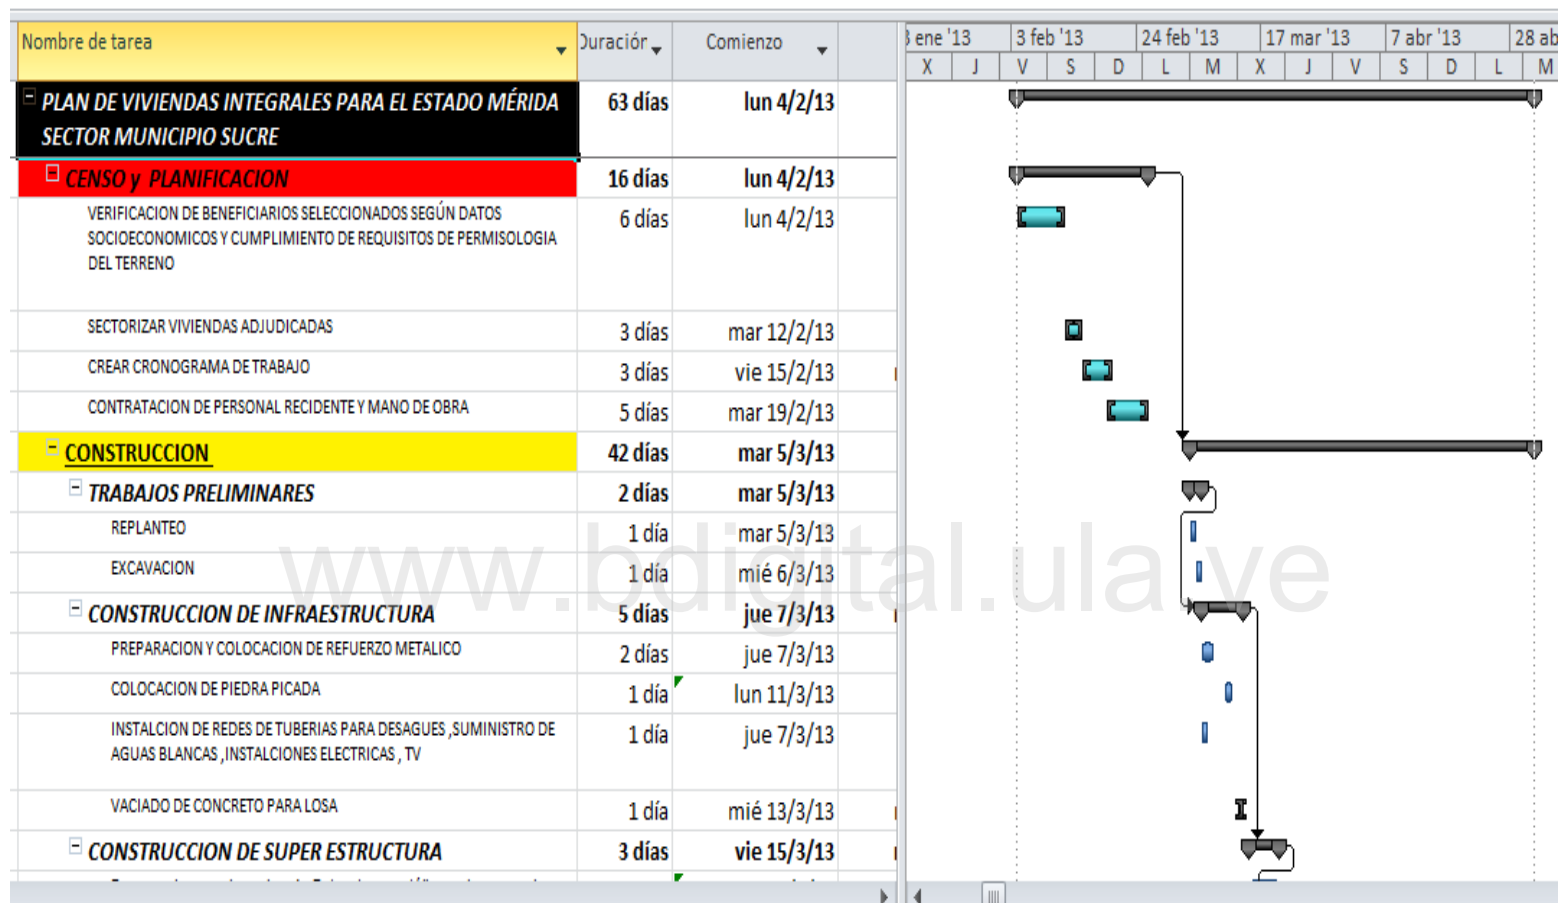 Nombre de tarea Duración Comienzo ene '13 3 feb '13 24 feb '13 17 mar '13 7 abr '13 28 ab
X J V S D L M X J V S D L M
PLAN DE VIVIENDAS INTEGRALES PARA EL ESTADO MÉRIDA 63 días lun 4/2/13
SECTOR MUNICIPIO SUCRE
CENSO y PLANIFICACION 16 días lun 4/2/13
VERIFICACION DE BENEFICIARIOS SELECCIONADOS SEGÚN DATOS 6 días lun 4/2/13
SOCIOECONOMICOS Y CUMPLIMIENTO DE REQUISITOS DE PERMISOLOGIA
DEL TERRENO
SECTORIZAR VIVIENDAS ADJUDICADAS 3 días mar 12/2/13
CREAR CRONOGRAMA DE TRABAJO 3 días vie 15/2/13
CONTRATACION DE PERSONAL RECIDENTE Y MANO DE OBRA 5 días mar 19/2/13
CONSTRUCCION 42 días mar 5/3/13
TRABAJOS PRELIMINARES 2 días mar 5/3/13
REPLANTEO 1 día mar 5/3/13
EXCAVACION 1 día mié 6/3/13
www.bdigital.ula.ve
CONSTRUCCION DE INFRAESTRUCTURA 5 días jue 7/3/13
PREPARACION Y COLOCACION DE REFUERZO METALICO 2 días jue 7/3/13
COLOCACION DE PIEDRA PICADA 1 día lun 11/3/13
INSTALCION DE REDES DE TUBERIAS PARA DESAGUES ,SUMINISTRO DE 1 día jue 7/3/13
AGUAS BLANCAS ,INSTALCIONES ELECTRICAS , TV
VACIADO DE CONCRETO PARA LOSA 1 día mié 13/3/13
CONSTRUCCION DE SUPER ESTRUCTURA 3 días vie 15/3/13